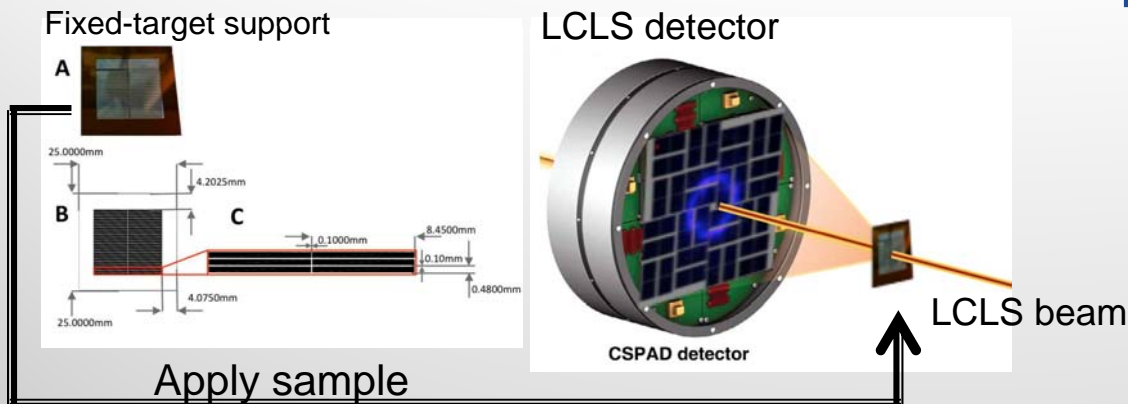 Fixed-target support
LCLS detector
A
25.0000mm
4.2025mm
B
C
0.1000mm
8.4500mm
0.10mm
0.4800mm
4.0750mm
25.0000mm
LCLS beam
CSPAD detector
Apply sample